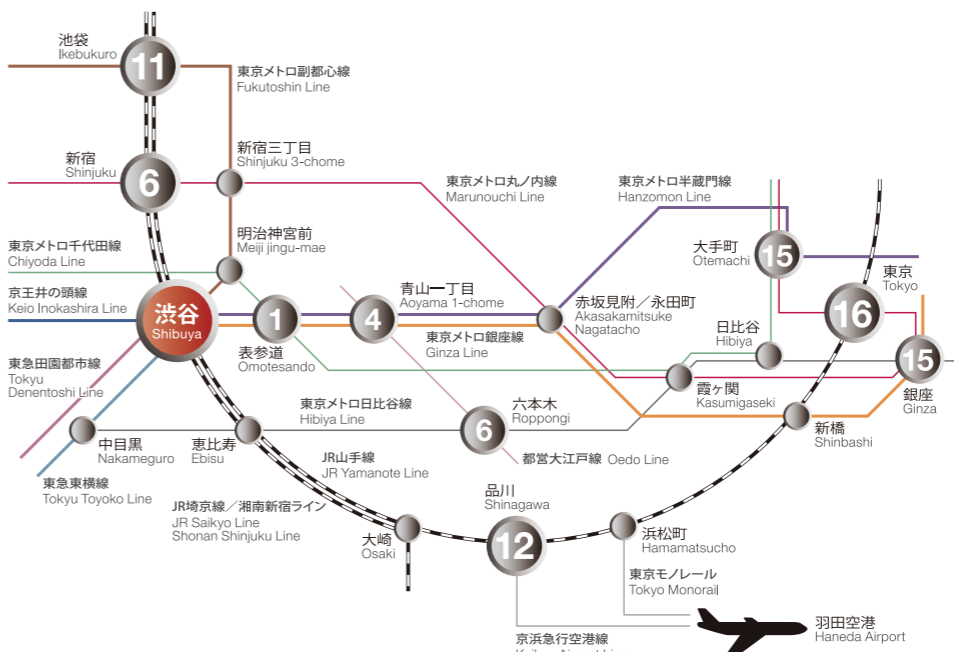 池袋
Ikebukuro
11
東京メトロ副都心線
Fukutoshin Line
新宿
Shinjuku
6
新宿三丁目
Shinjuku 3-chome
東京メトロ丸ノ内線
Marunouchi Line
東京メトロ半蔵門線
Hanzomon Line
東京メトロ千代田線
Chiyoda Line
明治神宮前
Meiji jingu-mae
大手町
Otemachi
15
京王井の頭線
Keio Inokashira Line
渋谷
Shibuya
1
表参道
Omotesando
4
青山一丁目
Aoyama 1-chome
東京メトロ銀座線
Ginza Line
赤坂見附／永田町
Akasakamitsuke
Nagatacho
日比谷
Hibiya
東京
Tokyo
16
15
銀座
Ginza
東急田園都市線
Tokyu
Denentoshi Line
霞ヶ関
Kasumigaseki
新橋
Shinbashi
中目黒
Nakameguro
恵比寿
Ebisu
東京メトロ日比谷線
Hibiya Line
六本木
Roppongi
6
都営大江戸線 Oedo Line
東急東横線
Tokyu Toyoko Line
JR山手線
JR Yamanote Line
JR埼京線／湘南新宿ライン
JR Saikyo Line
Shonan Shinjuku Line
大崎
Osaki
品川
Shinagawa
12
浜松町
Hamamatsucho
東京モノレール
Tokyo Monorail
羽田空港
Haneda Airport
京浜急行空港線